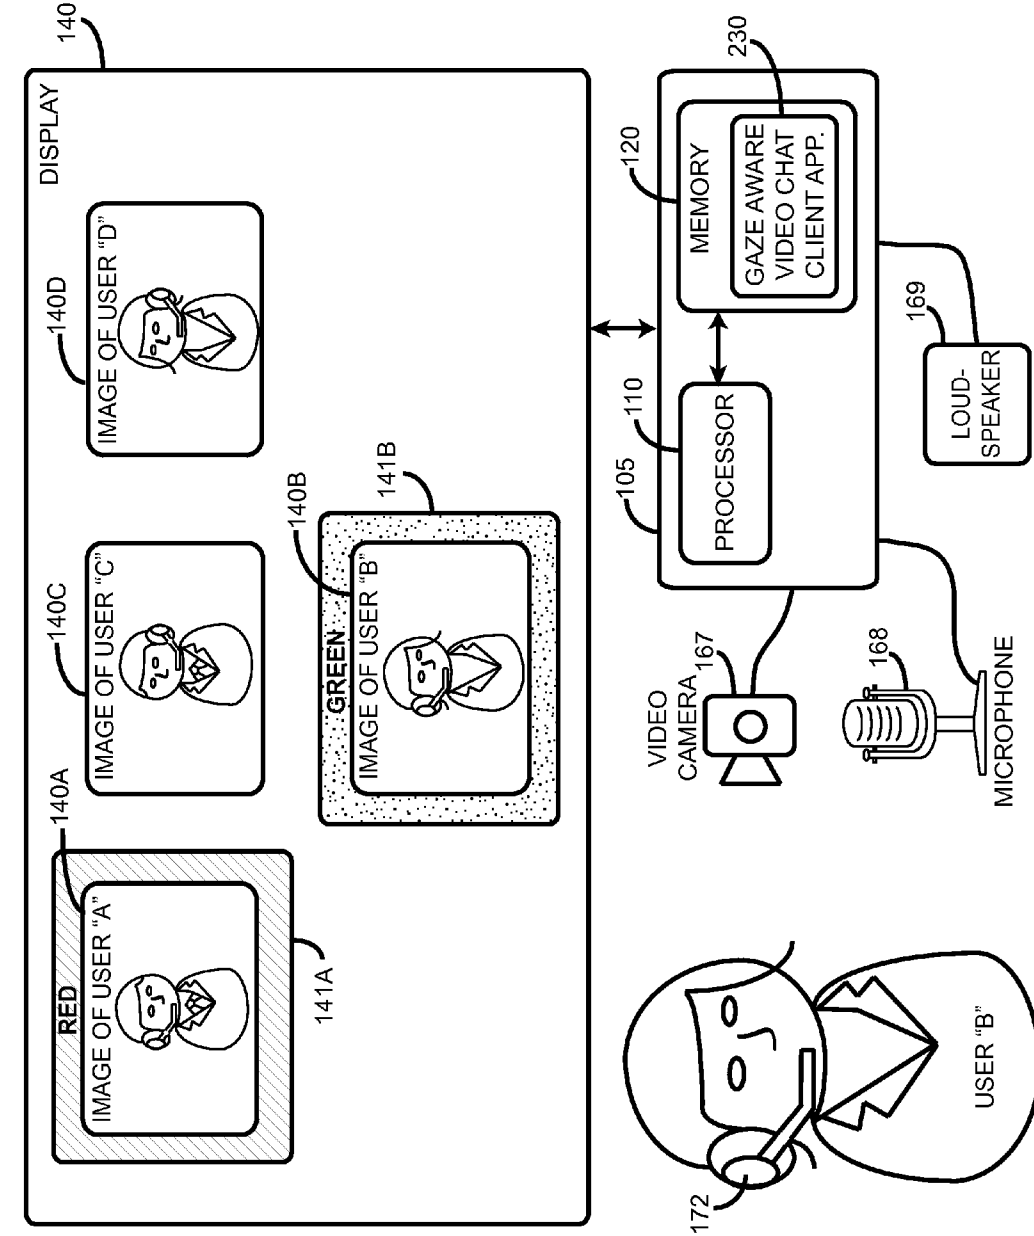 140
DISPLAY
RED
140A
IMAGE OF USER “A”
141A
140C
IMAGE OF USER “C”
140D
IMAGE OF USER “D”
GREEN
140B
IMAGE OF USER “B”
141B
105
110
PROCESSOR
120
MEMORY
230
GAZE AWARE
VIDEO CHAT
CLIENT APP.
VIDEO
CAMERA
167
168
MICROPHONE
169
LOUD-
SPEAKER
172
USER “B”